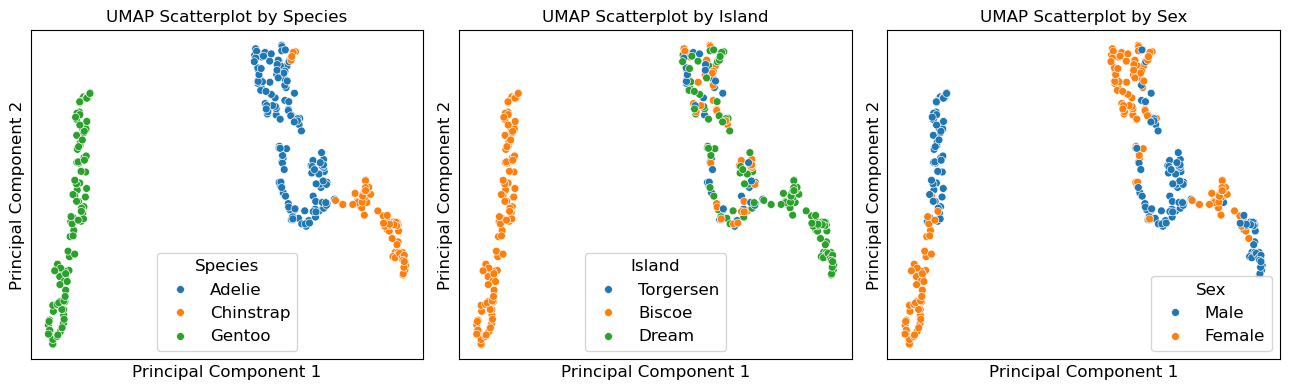 UMAP Scatterplot by Species
UMAP Scatterplot by Island
UMAP Scatterplot by Sex
Principal Component 2
Species
Adelie
Chinstrap
Gentoo
Principal Component 1
Principal Component 2
Island
Torgersen
Biscoe
Dream
Principal Component 1
Principal Component 2
Sex
Male
Female
Principal Component 1